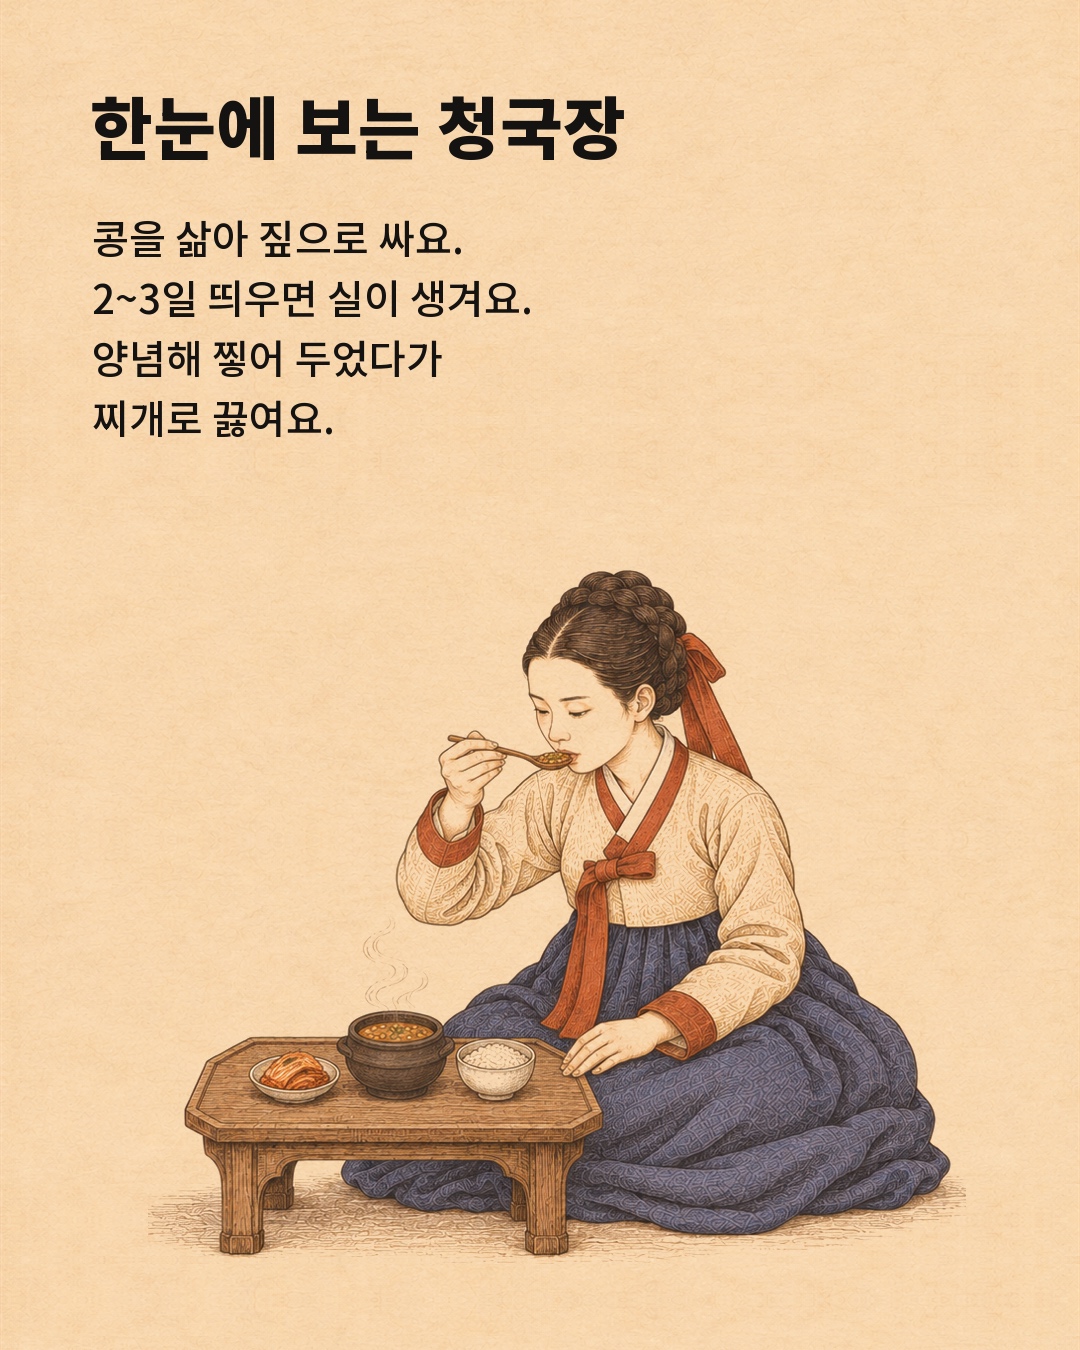 한눈에 보는 청국장
콩을 삶아 짚으로 싸요.
2~3일 띄우면 실이 생겨요.
양념해 찧어 두었다가
찌개로 끓여요.